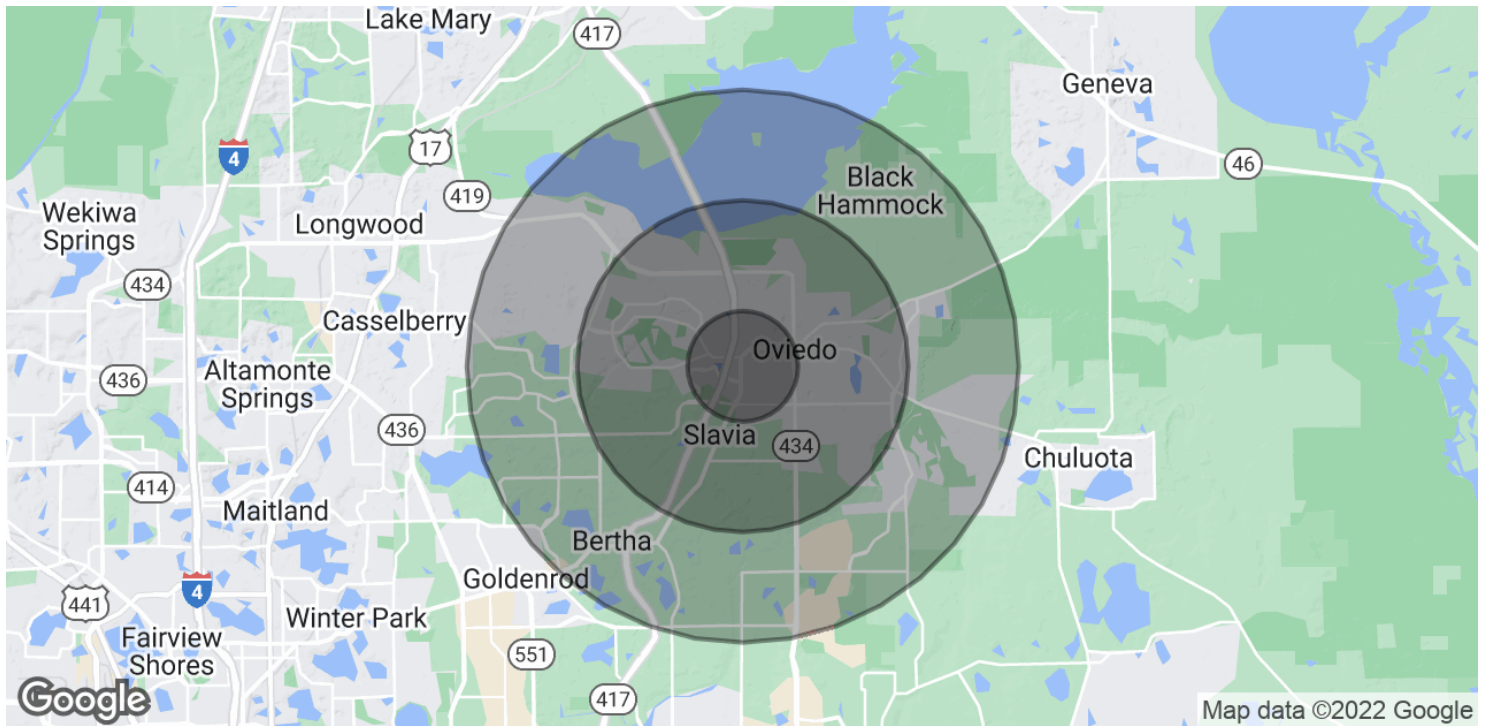 Lake Mary
417
Geneva
17
4
46
Black
Hammock
419
Wekiwa
Springs
Longwood
434
Casselberry
Oviedo
436
Altamonte
Springs
436
Slavia
434
Chuluota
414
Maitland
Bertha
Goldenrod
4
441
Winter Park
Fairview
Shores
551
417
Google
Map data ©2022 Google